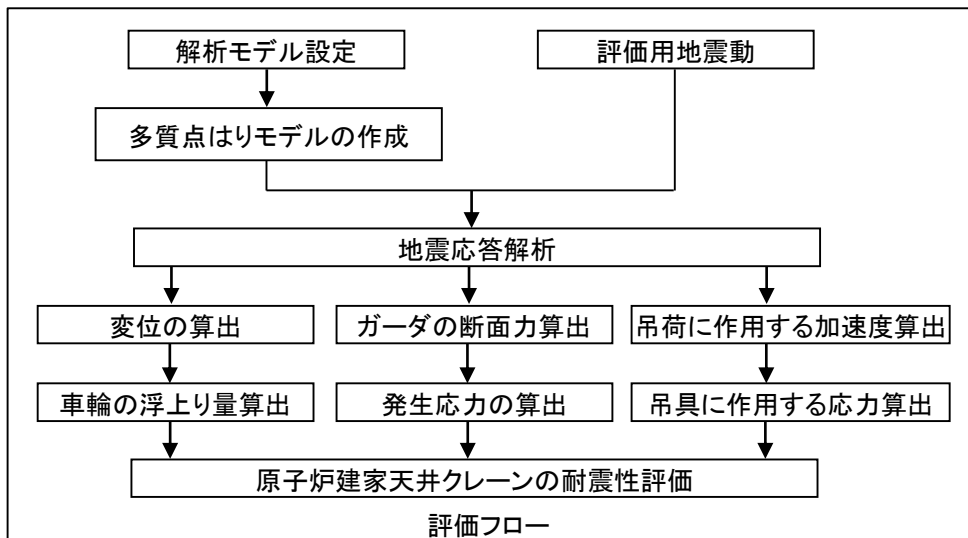 解析モデル設定
評価用地震動
多質点はりモデルの作成
地震応答解析
変位の算出
ガーダの断面力算出
吊荷に作用する加速度算出
車輪の浮上り量算出
発生応力の算出
吊具に作用する応力算出
原子炉建家天井クレーンの耐震性評価
評価フロー